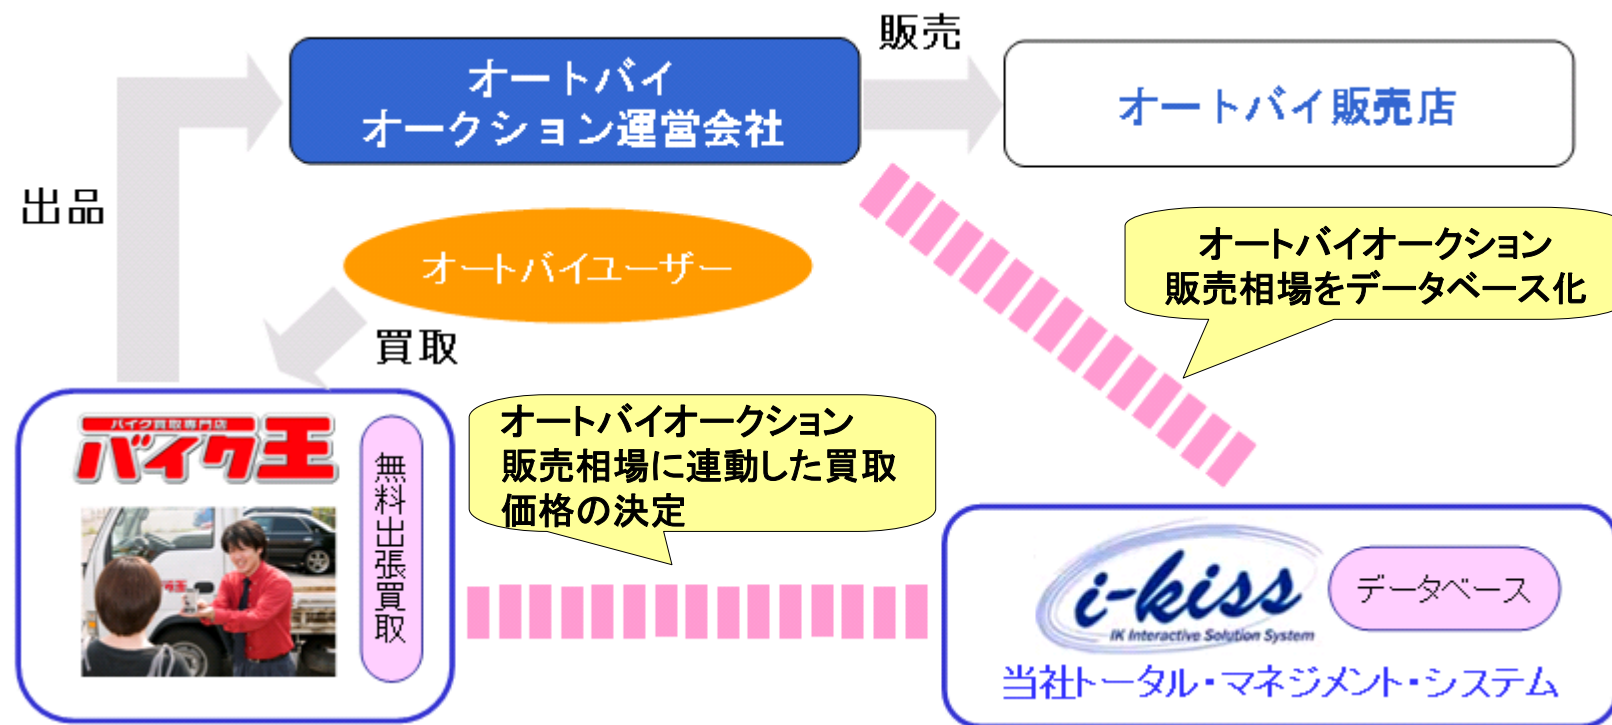 販売
オートバイ
オークション運営会社
オートバイ販売店
出品
オートバイユーザー
オートバイオークション
販売相場をデータベース化
買取
バイク買取専門店
バイク王
無料出張買取
オートバイオークション
販売相場に連動した買取
価格の決定
i-kiss
IK Interactive Solution System
データベース
当社トータル・マネジメント・システム